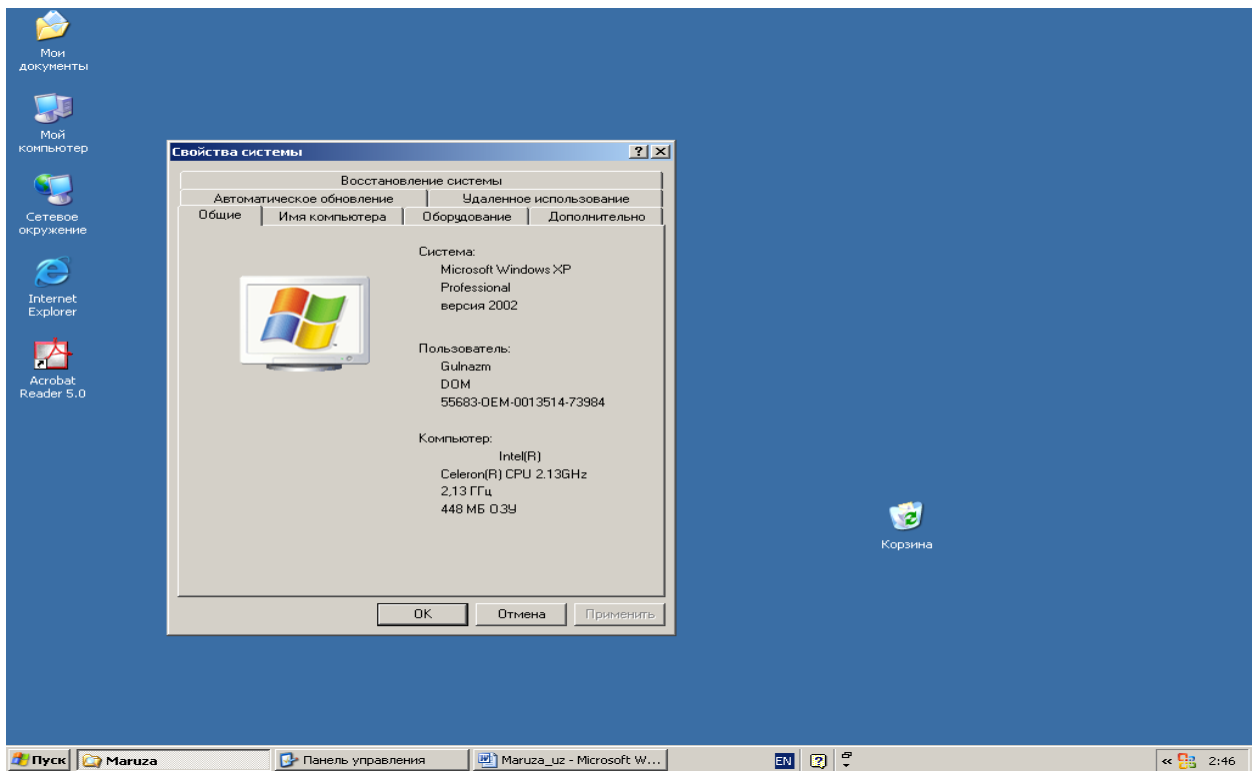 Мои
документы
Мой
компьютер
Сетевое
окружение
Internet
Explorer
Acrobat
Reader 5.0
Свойства системы
Восстановление системы
Автоматическое обновление
Удаленное использование
Общие
Имя компьютера
Оборудование
Дополнительно
Система:
Microsoft Windows XP
Professional
версия 2002
Пользователь:
Gulnazm
DOM
55683-OEM-0013514-73984
Компьютер:
Intel(R)
Celeron(R) CPU 2.13GHz
2,13 ГГц
448 МБ ОЗУ
OK
Отмена
Применить
Корзина
Пуск
Maruza
Панель управления
Maruza_uz - Microsoft W...
EN
« 2:46